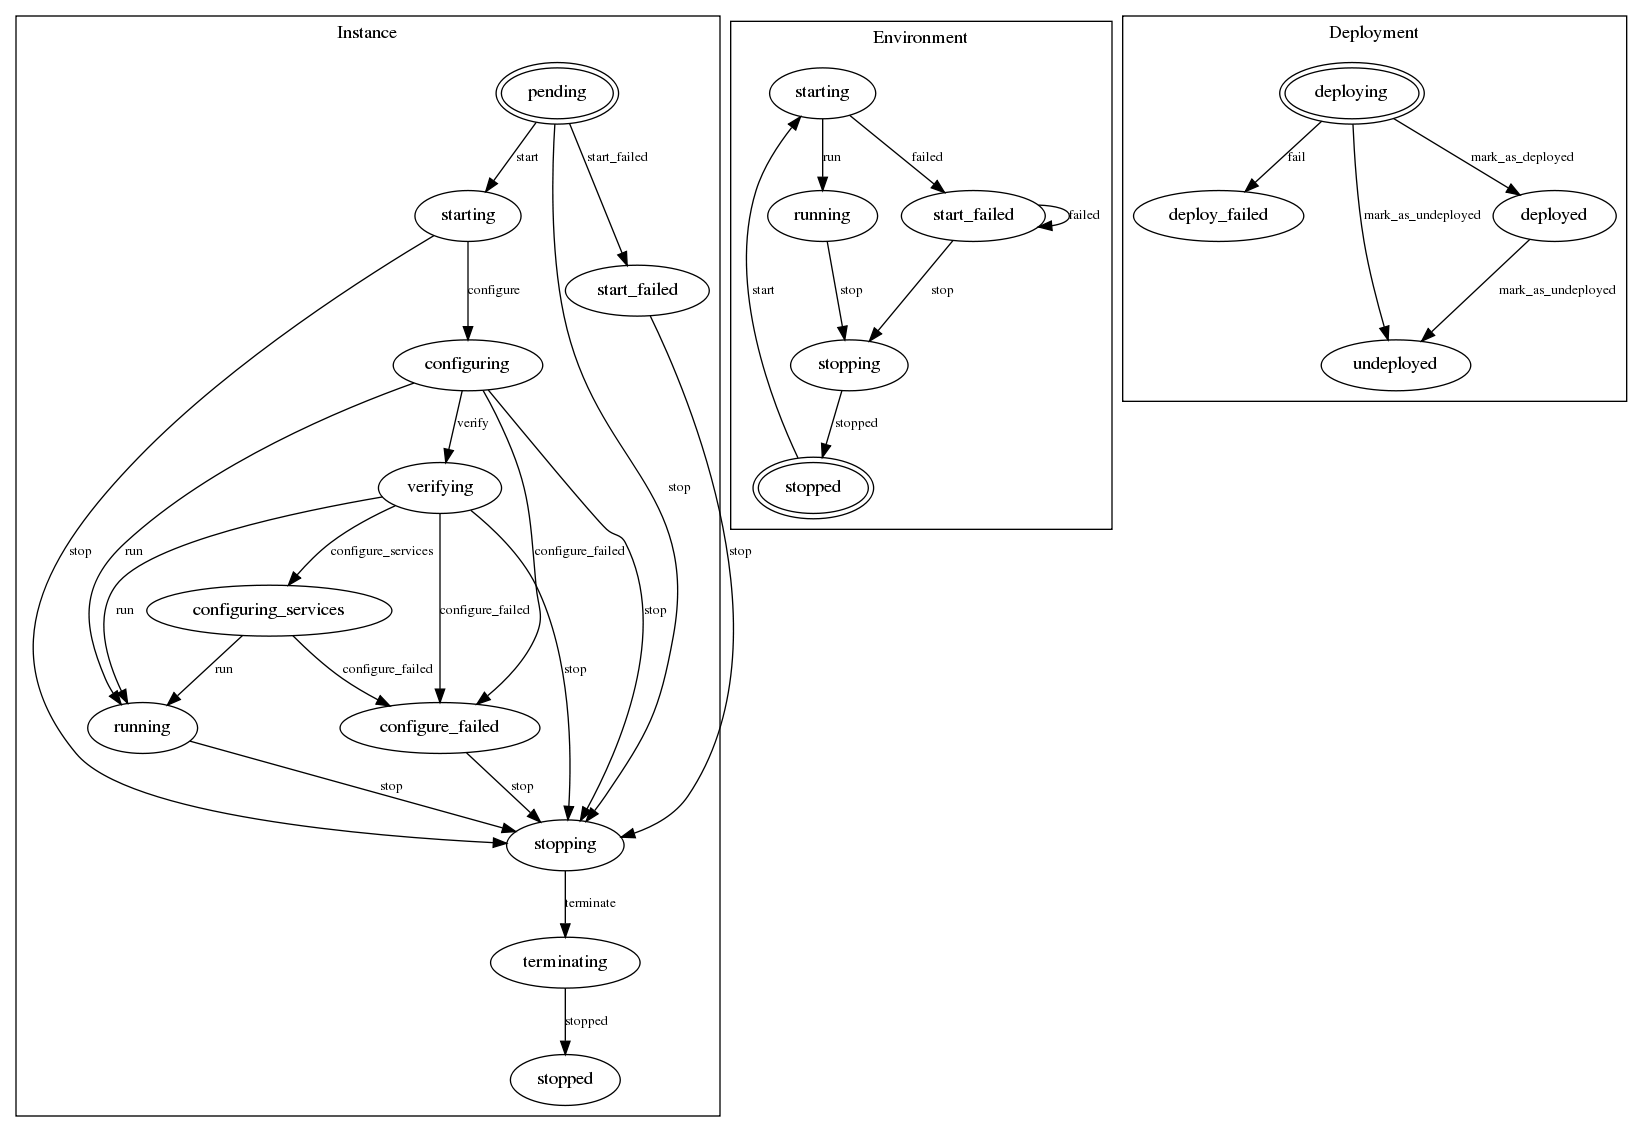 Instance
pending
start
start_failed
starting
start_failed
configure
configuring
verify
stop
verifying
stop
run
configure_services
configure_failed
stop
run
configuring_services
configure_failed
stop
run
configure_failed
stop
running
configure_failed
stop
stop
stopping
terminate
terminating
stopped
stopped
Environment
starting
run
failed
running
start_failed
failed
start
stop
stop
stopping
stopped
stopped
Deployment
deploying
fail
mark_as_deployed
deploy_failed
mark_as_undeployed
deployed
mark_as_undeployed
undeployed